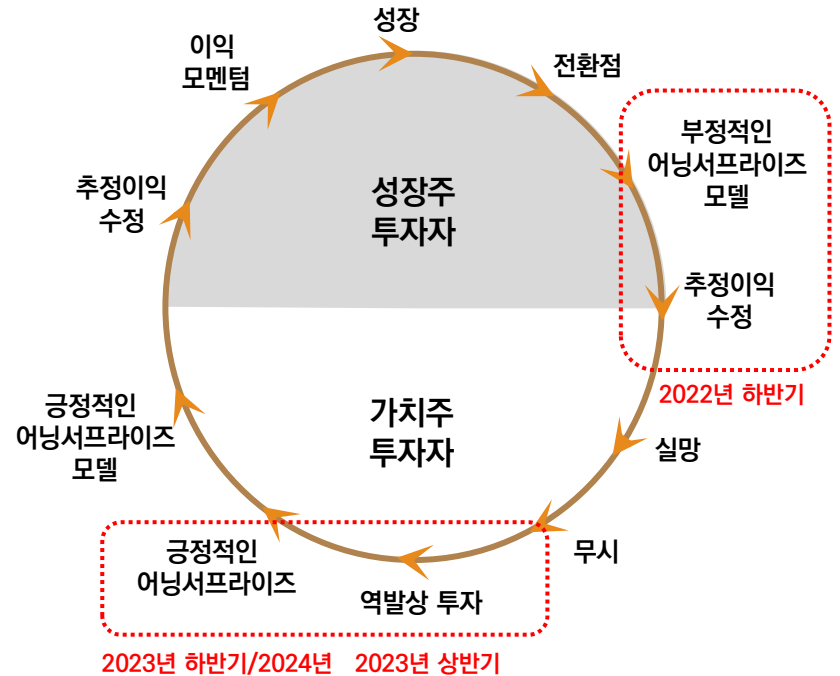 성장
이익
모멘텀
전환점
부정적인
어닝서프라이즈
모델
추정이익
수정
성장주
투자자
추정이익
수정
2022년 하반기
긍정적인
어닝서프라이즈
모델
가치주
투자자
실망
무시
긍정적인
어닝서프라이즈
역발상 투자
2023년 하반기/2024년
2023년 상반기